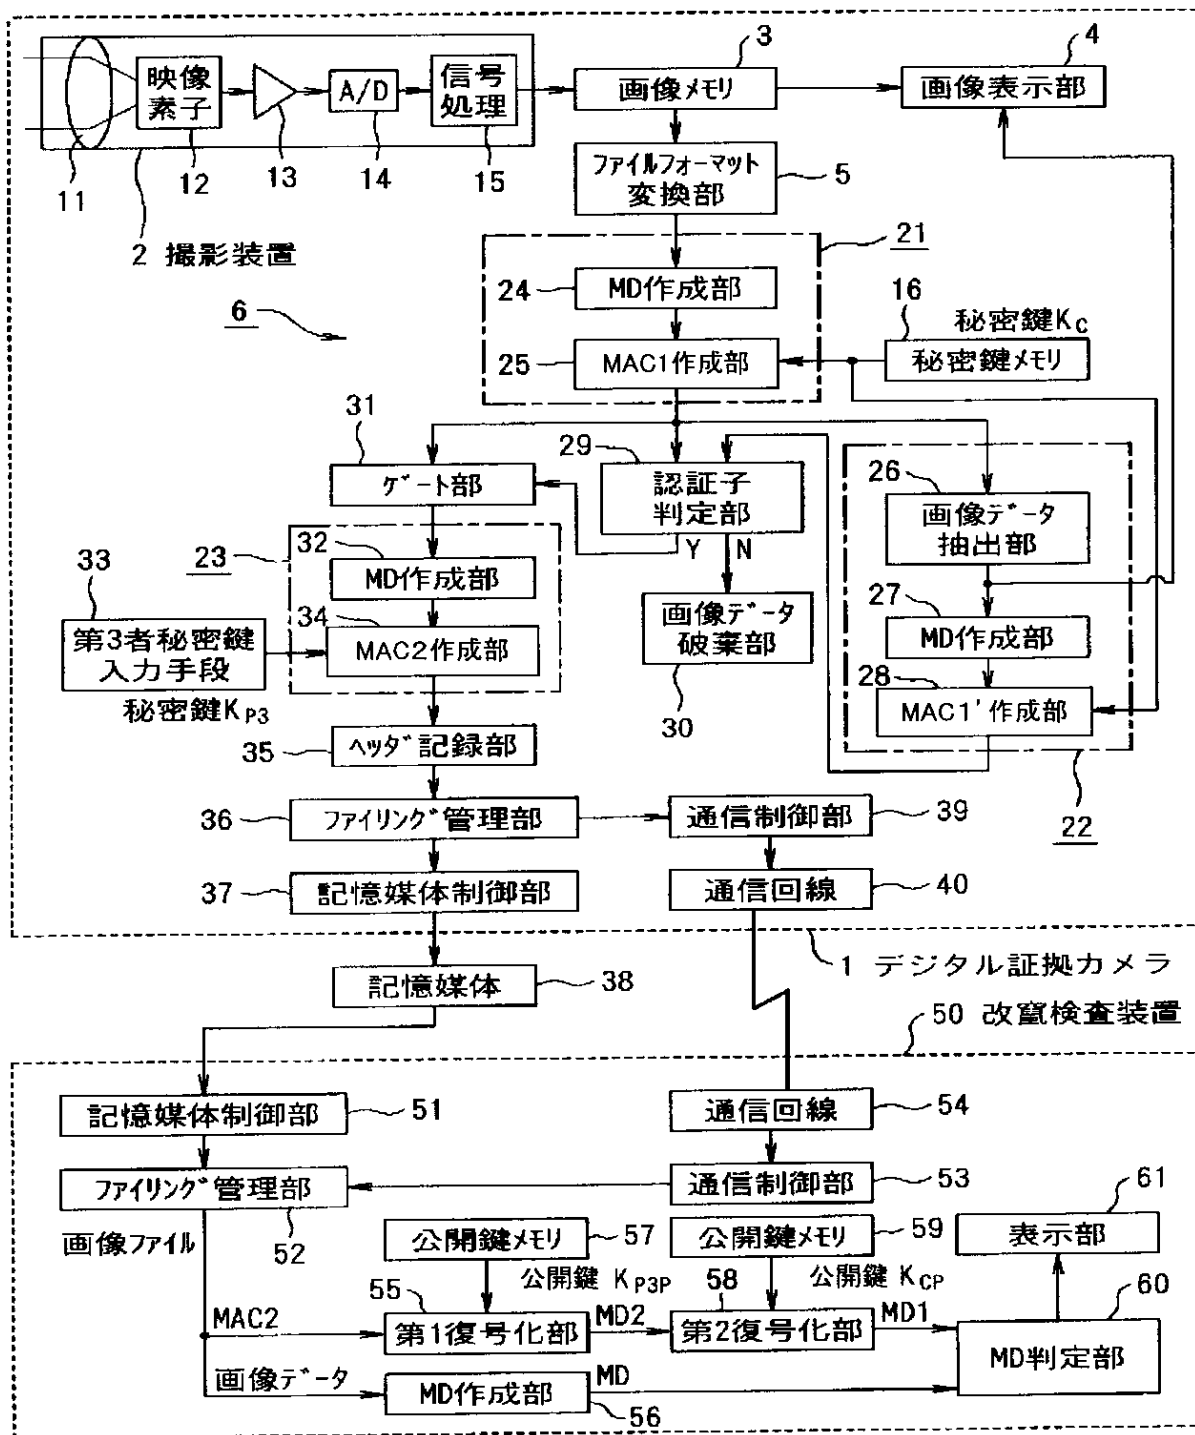 映像
素子
A/D
信号
処理
画像ﾒﾓﾘ
画像表示部
3
4
11
12
13
14
15
2 撮影装置
ﾌｧｲﾙﾌｫｰﾏｯﾄ
変換部
5
21
24
MD作成部
6
16
秘密鍵KC
25
MAC1作成部
秘密鍵ﾒﾓﾘ
31
29
ｹﾞｰﾄ部
認証子
判定部
26
画像ﾃﾞｰﾀ
抽出部
Y
N
33
23
32
MD作成部
27
MD作成部
第3者秘密鍵
入力手段
34
MAC2作成部
画像ﾃﾞｰﾀ
破棄部
28
MAC1'作成部
秘密鍵KP3
30
35
ﾍｯﾀﾞ記録部
36
ﾌｧｲﾘﾝｸﾞ管理部
通信制御部
39
22
37
記憶媒体制御部
通信回線
40
1 デジタル証拠カメラ
記憶媒体
38
50 改竄検査装置
記憶媒体制御部
51
通信回線
54
ﾌｧｲﾘﾝｸﾞ管理部
52
通信制御部
53
61
画像ﾌｧｲﾙ
公開鍵ﾒﾓﾘ
57
公開鍵ﾒﾓﾘ
59
表示部
公開鍵 KP3P
公開鍵 KCP
55
58
60
MAC2
第1復号化部
MD2
第2復号化部
MD1
MD判定部
画像ﾃﾞｰﾀ
MD作成部
MD
56